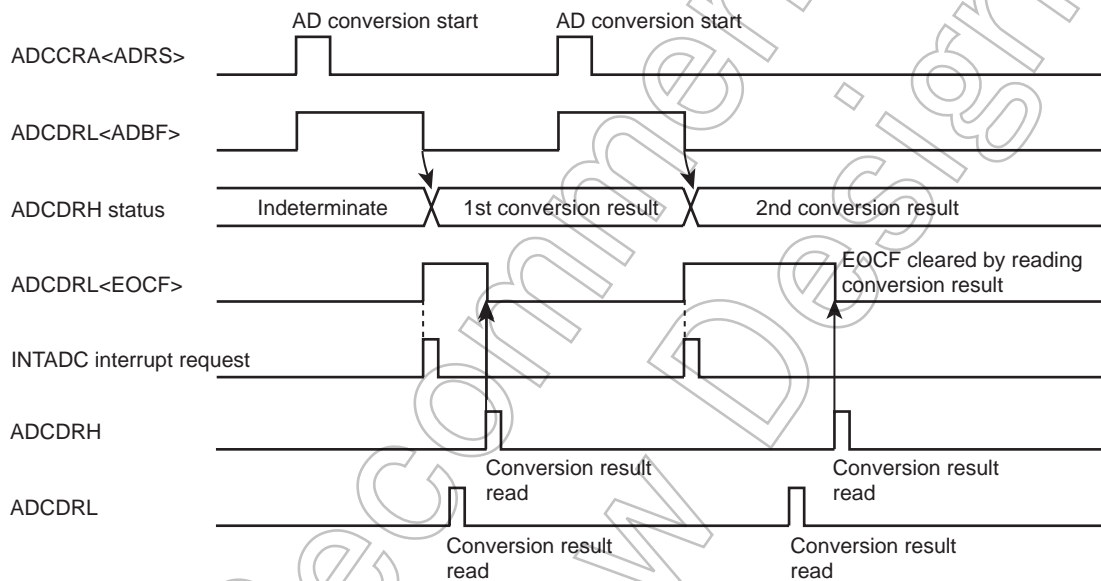 AD conversion start
AD conversion start
ADCCRA<ADRS>
ADCDRL<ADBF>
ADCDRH status
Indeterminate
1st conversion result
2nd conversion result
EOCF cleared by reading
conversion result
ADCDRL<EOCF>
INTADC interrupt request
ADCDRH
Conversion result
read
Conversion result
read
ADCDRL
Conversion result
read
Conversion result
read